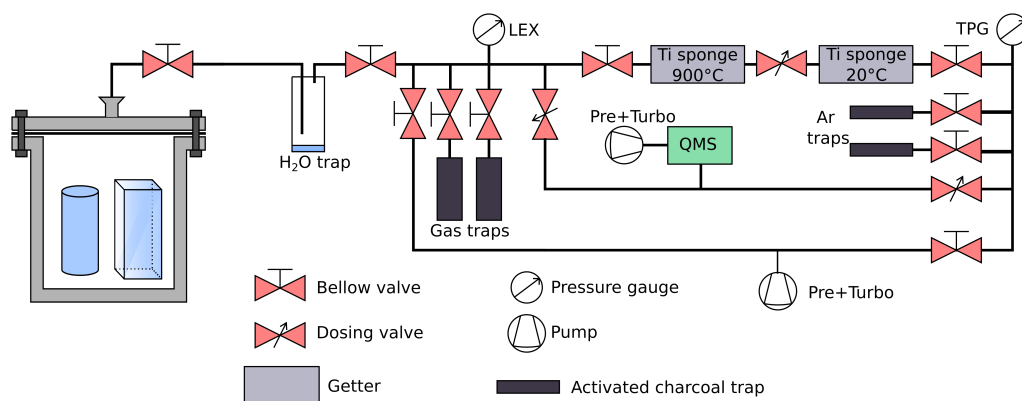 LEX
TPG
Ti sponge
900°C
Ti sponge
20°C
Pre+Turbo
QMS
Ar
traps
H₂O trap
Gas traps
Pre+Turbo
Bellow valve
Pressure gauge
Dosing valve
Pump
Getter
Activated charcoal trap